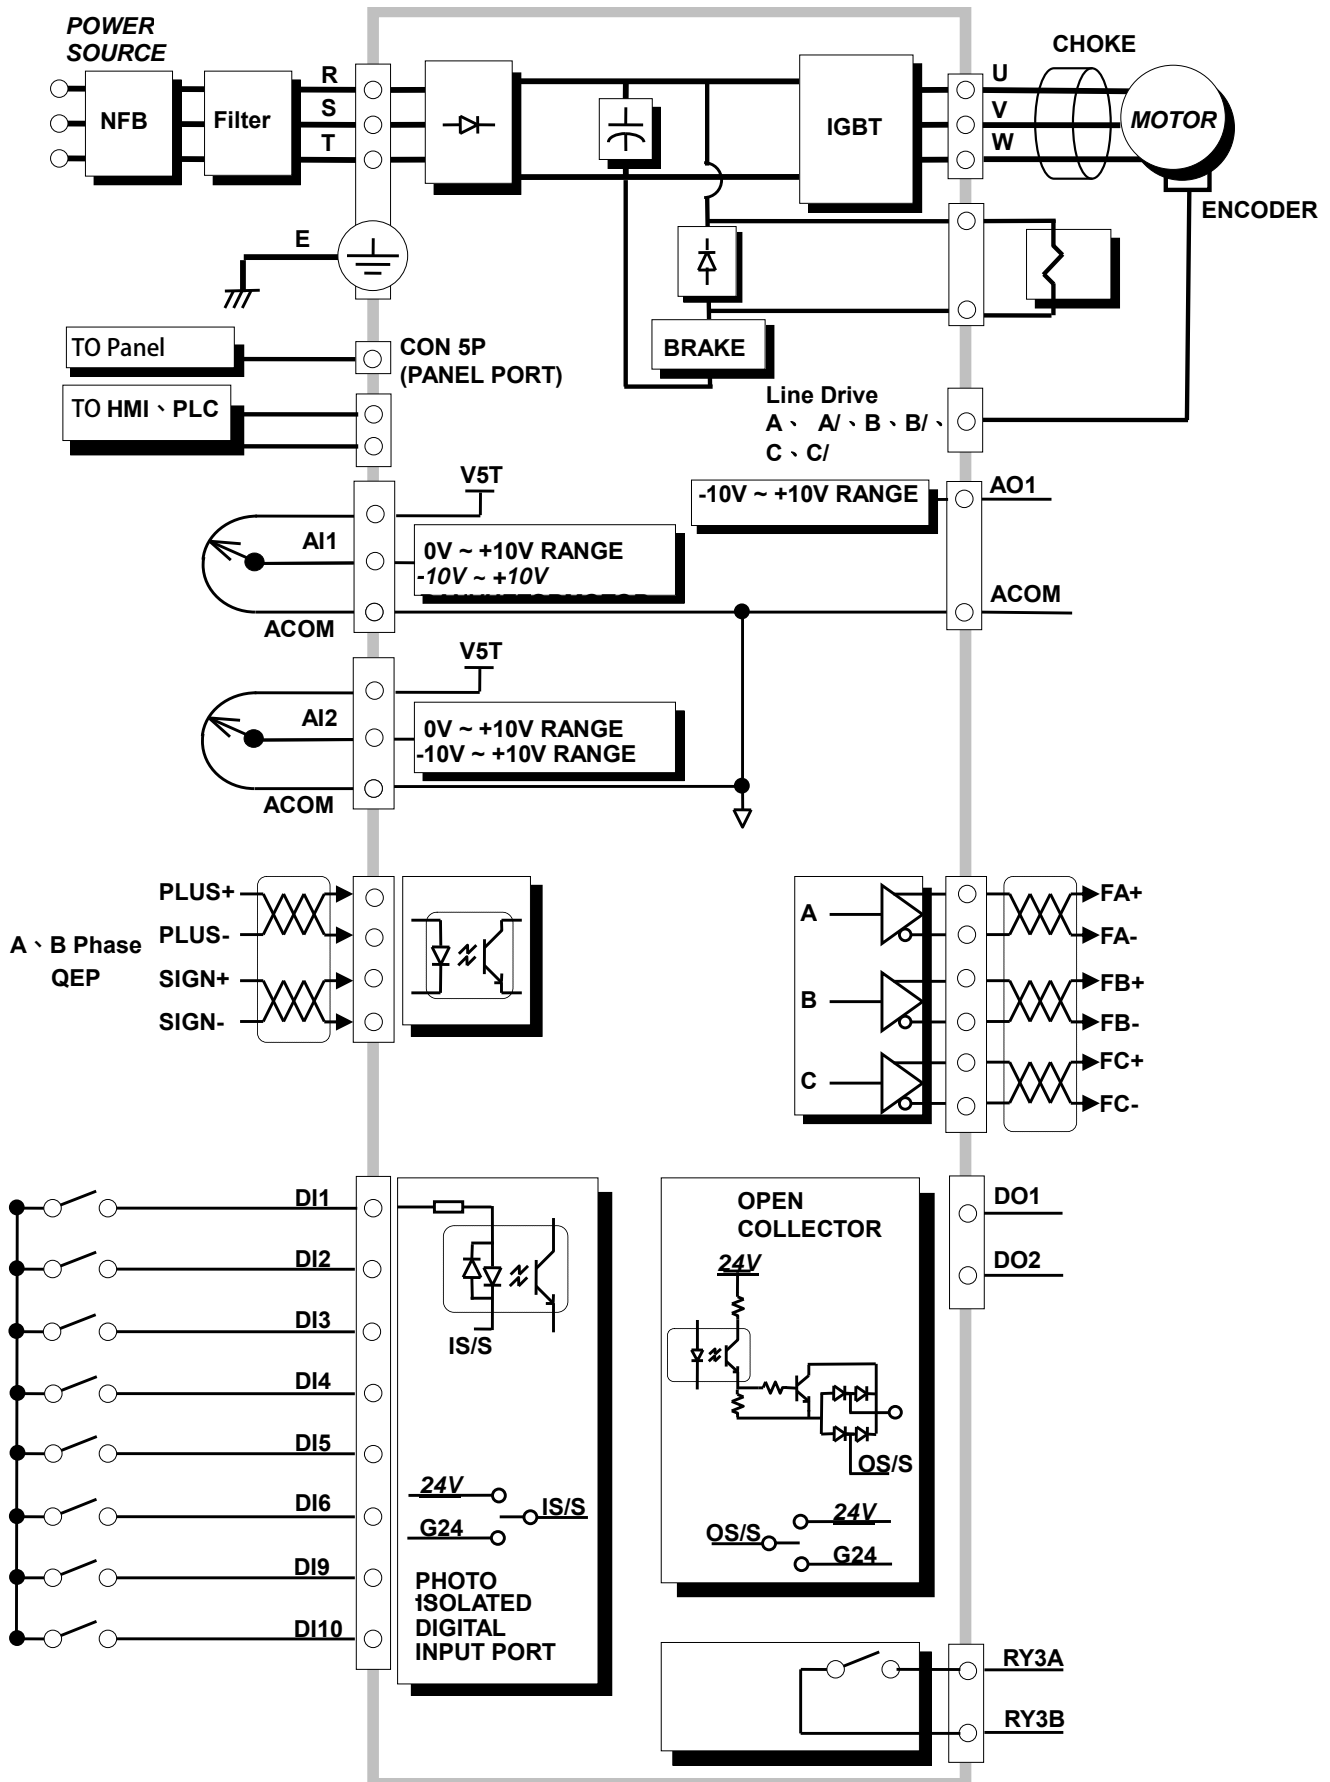 POWER
SOURCE
NFB
Filter
R
S
T
IGBT
U
V
W
CHOKE
MOTOR
ENCODER
E
BRAKE
TO Panel
CON 5P
(PANEL PORT)
TO HMI、PLC
Line Drive
A、 A/、B、B/、
C、C/
V5T
AI1
0V ~ +10V RANGE
-10V ~ +10V
ACOM
-10V ~ +10V RANGE
AO1
ACOM
V5T
AI2
0V ~ +10V RANGE
-10V ~ +10V RANGE
ACOM
A、B Phase
QEP
PLUS+
PLUS-
SIGN+
SIGN-
A
B
C
FA+
FA-
FB+
FB-
FC+
FC-
DI1
DI2
DI3
DI4
DI5
DI6
DI9
DI10
IS/S
24V
G24
IS/S
PHOTO
ISOLATED
DIGITAL
INPUT PORT
OPEN
COLLECTOR
24V
OS/S
OS/S
24V
G24
DO1
DO2
RY3A
RY3B